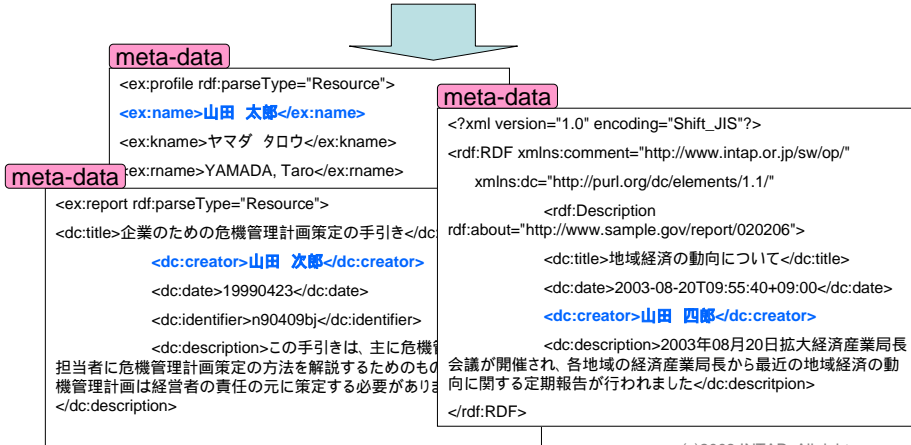 meta-data
<ex:profile rdf:parseType="Resource">
<ex:name>山田　太郎</ex:name>
<ex:kname>ヤマダ　タロウ</ex:kname>
<ex:rname>YAMADA, Taro</ex:rname>
meta-data
<ex:report rdf:parseType="Resource">
<dc:title>企業のための危機管理計画策定の手引き</dc:
<dc:creator>山田　次郎</dc:creator>
<dc:date>19990423</dc:date>
<dc:identifier>n90409bj</dc:identifier>
<dc:description>この手引きは、主に危機
担当者に危機管理計画策定の方法を解説するためのもの
機管理計画は経営者の責任の元に策定する必要がありま
</dc:description>
meta-data
<?xml version="1.0" encoding="Shift_JIS"?>
<rdf:RDF xmlns:comment="http://www.intap.or.jp/sw/op/"
xmlns:dc="http://purl.org/dc/elements/1.1/"
<rdf:Description
rdf:about="http://www.sample.gov/report/020206">
<dc:title>地域経済の動向について</dc:title>
<dc:date>2003-08-20T09:55:40+09:00</dc:date>
<dc:creator>山田　四郎</dc:creator>
<dc:description>2003年08月20日拡大経済産業局長
会議が開催され、各地域の経済産業局長から最近の地域経済の動
向に関する定期報告が行われました</dc:descritpion>
</rdf:RDF>